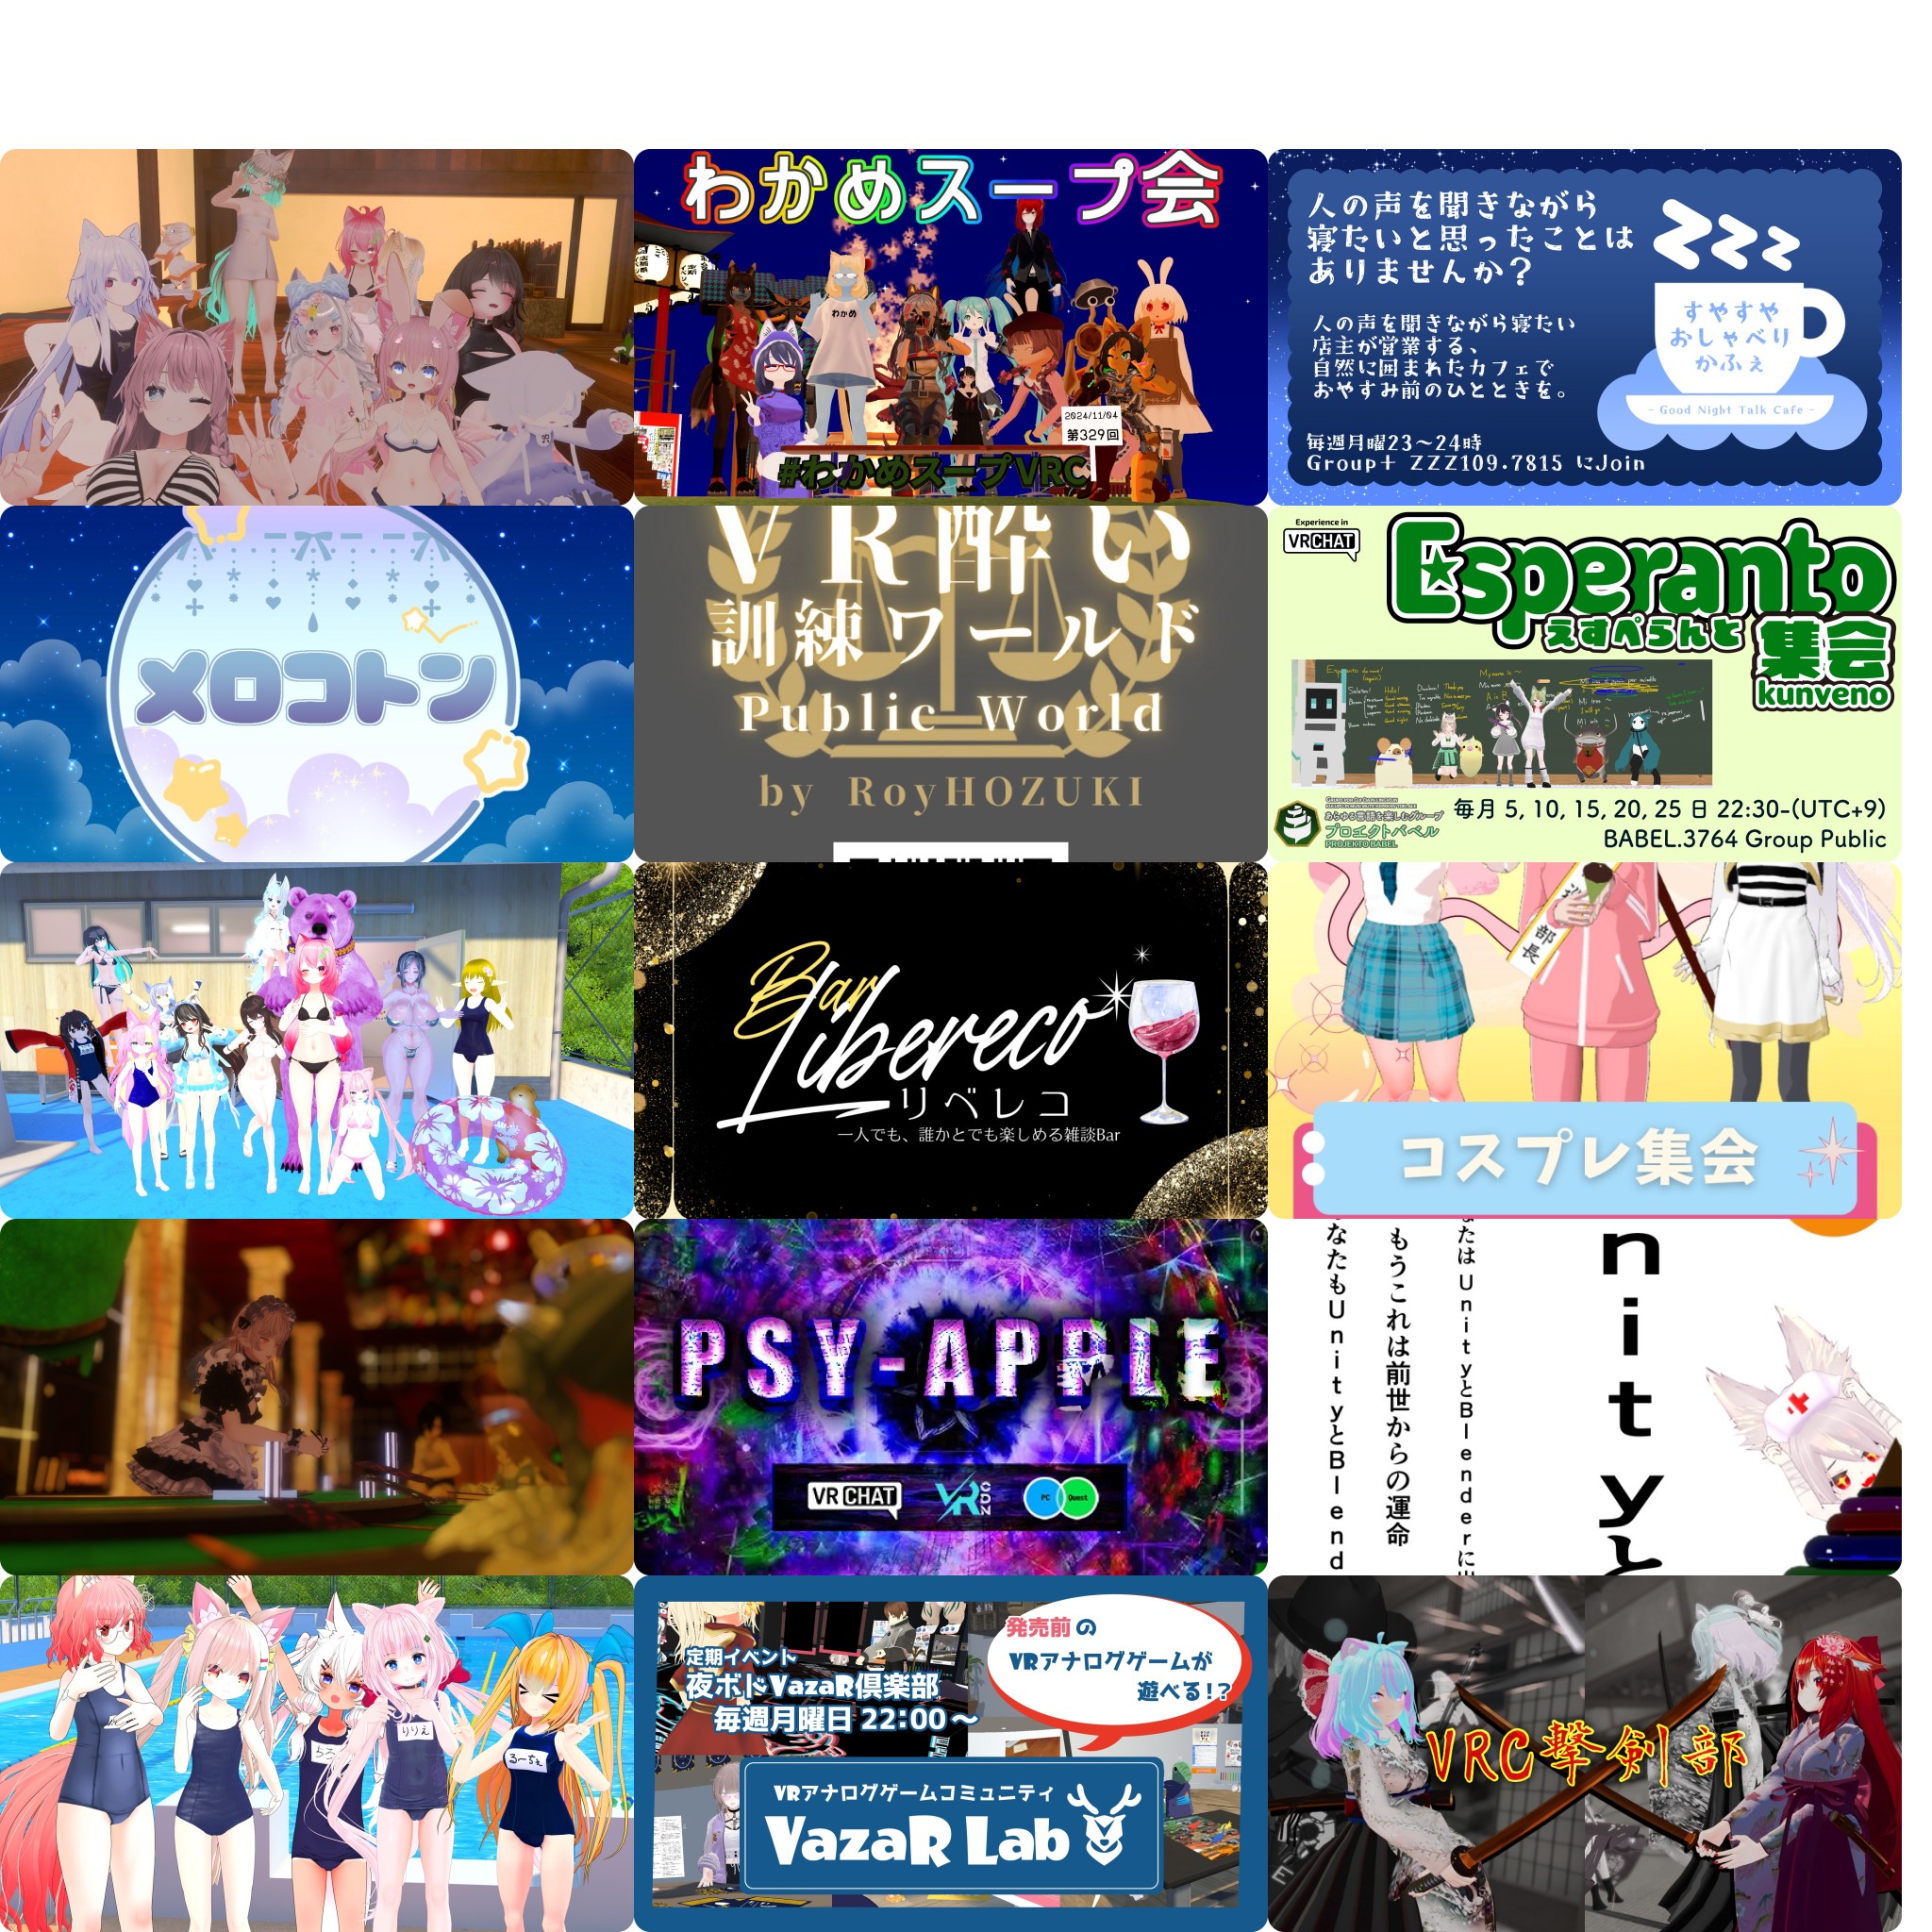 わかめスープ会
わかめ
2024/11/04
第329回
#わかめスープVRC
人の声を聞きながら
寝たいと思ったことは
ありませんか?
人の声を聞きながら寝たい
店主が営業する、
自然に囲まれたカフェで
おやすみ前のひとときを。
毎週月曜23〜24時
Group+ ZZZ109.7815 にJoin
ZZZ
すやすや
おしゃべり
かふぇ
- Good Night Talk Cafe -
メロコトン
VR酔い
訓練ワールド
Public World
by RoyHOZUKI
Experience in
VRCHAT
Esperanto
えすぺらんと
集会
kunveno
あらゆる言語を楽しむグループ
プロエクトバベル
PROJEKTO BABEL
毎月 5, 10, 15, 20, 25 日 22:30-(UTC+9)
BABEL.3764 Group Public
Bar
Libereco
リベレコ
一人でも、誰かとでも楽しめる雑談Bar
部長
コスプレ集会
PSY-APPLE
VRCHAT
PC
Quest
nityと
なたは UnityとBlenderに
もうこれは前世からの運命
なたもUnityとBlend
りりえ
るーちぇ
定期イベント
夜ボドVazaR倶楽部
毎週月曜日 22:00〜
発売前の
VRアナログゲームが
遊べる!?
VRアナログゲームコミュニティ
VazaR Lab
VRC撃剣部